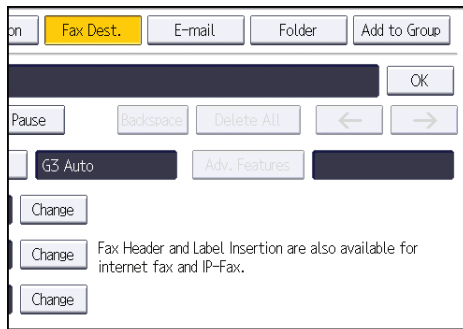 on Fax Dest. E-mail Folder Add to Group
OK
Pause Backspace Delete All ← →
G3 Auto Adv. Features
Change
Change Fax Header and Label Insertion are also available for
internet fax and IP-Fax.
Change